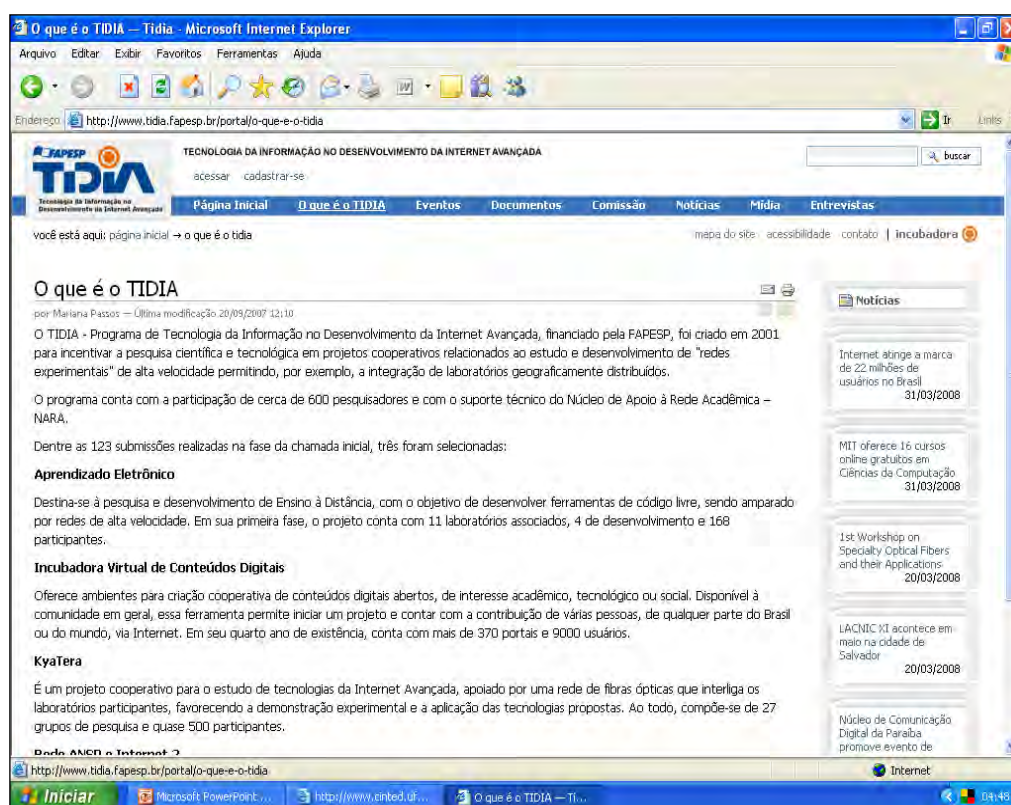 O que é o TIDIA — Tidia - Microsoft Internet Explorer
Arquivo Editar Exibir Favoritos Ferramentas Ajuda
Endereço http://www.tidia.fapesp.br/portal/o-que-e-o-tidia Ir Links
FAPESP
TIDIA
Tecnologia da Informação no
Desenvolvimento da Internet Avançada
TECNOLOGIA DA INFORMAÇÃO NO DESENVOLVIMENTO DA INTERNET AVANÇADA
buscar
acessar cadastrar-se
Página Inicial O que é o TIDIA Eventos Documentos Comissão Notícias Mídia Entrevistas
você está aqui: página inicial → o que é o tidia
mapa do site acessibilidade contato | incubadora
O que é o TIDIA
por Mariana Passos — Última modificação 20/09/2007 12:10
O TIDIA - Programa de Tecnologia da Informação no Desenvolvimento da Internet Avançada, financiado pela FAPESP, foi criado em 2001
para incentivar a pesquisa científica e tecnológica em projetos cooperativos relacionados ao estudo e desenvolvimento de "redes
experimentais" de alta velocidade permitindo, por exemplo, a integração de laboratórios geograficamente distribuídos.
O programa conta com a participação de cerca de 600 pesquisadores e com o suporte técnico do Núcleo de Apoio à Rede Acadêmica –
NARA.
Dentre as 123 submissões realizadas na fase da chamada inicial, três foram selecionadas:
Aprendizado Eletrônico
Destina-se à pesquisa e desenvolvimento de Ensino à Distância, com o objetivo de desenvolver ferramentas de código livre, sendo amparado
por redes de alta velocidade. Em sua primeira fase, o projeto conta com 11 laboratórios associados, 4 de desenvolvimento e 168
participantes.
Incubadora Virtual de Conteúdos Digitais
Oferece ambientes para criação cooperativa de conteúdos digitais abertos, de interesse acadêmico, tecnológico ou social. Disponível à
comunidade em geral, essa ferramenta permite iniciar um projeto e contar com a contribuição de várias pessoas, de qualquer parte do Brasil
ou do mundo, via Internet. Em seu quarto ano de existência, conta com mais de 370 portais e 9000 usuários.
KyaTera
É um projeto cooperativo para o estudo de tecnologias da Internet Avançada, apoiado por uma rede de fibras ópticas que interliga os
laboratórios participantes, favorecendo a demonstração experimental e a aplicação das tecnologias propostas. Ao todo, compõe-se de 27
grupos de pesquisa e quase 500 participantes.
Rede ANSP e Internet 2
Notícias
Internet atinge a marca
de 22 milhões de
usuários no Brasil
31/03/2008
MIT oferece 16 cursos
online gratuitos em
Ciências da Computação
31/03/2008
1st Workshop on
Specialty Optical Fibers
and their Applications
20/03/2008
LACNIC XI acontece em
maio na cidade de
Salvador
20/03/2008
Núcleo de Comunicação
Digital da Paraíba
promove evento de
http://www.tidia.fapesp.br/portal/o-que-e-o-tidia Internet
Iniciar Microsoft PowerPoint ... http://www.cinted.uf... O que é o TIDIA — Ti... 04:48